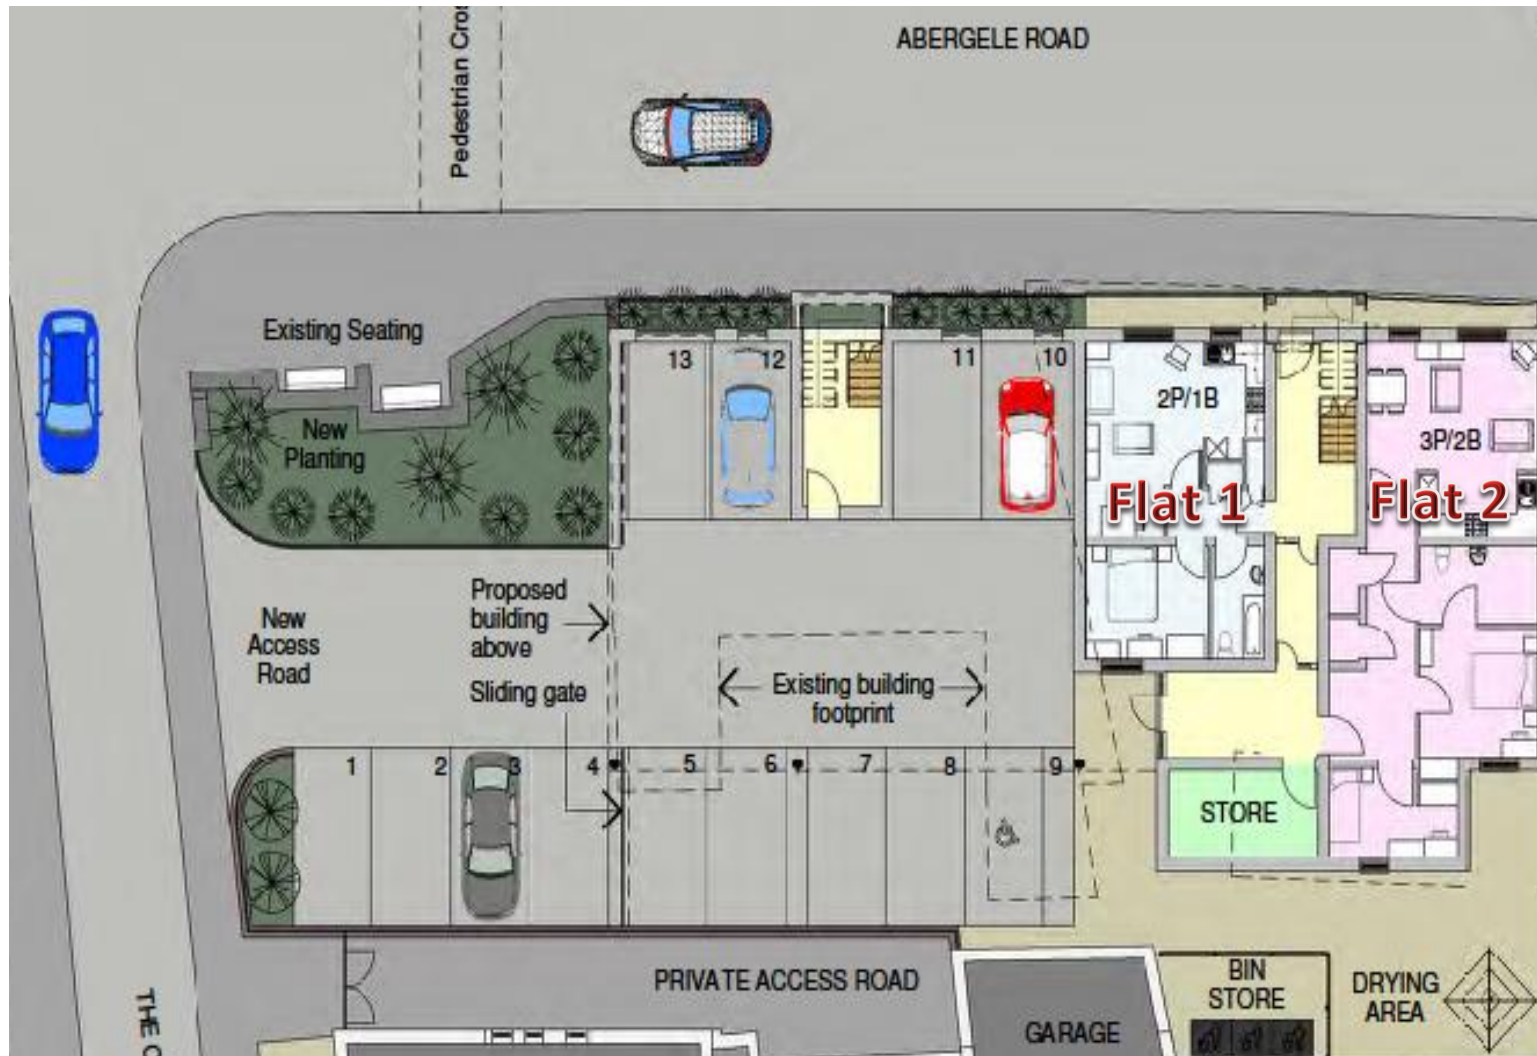 ABERGELE ROAD
Pedestrian
Existing Seating
New
Planting
13
12
11
10
2P/1B
3P/2B
Flat 1
Flat 2
Proposed
building
above
New
Access
Road
Sliding gate
Existing building
footprint
1
2
3
4
5
6
7
8
9
STORE
PRIVATE ACCESS ROAD
GARAGE
BIN
STORE
DRYING
AREA
THE